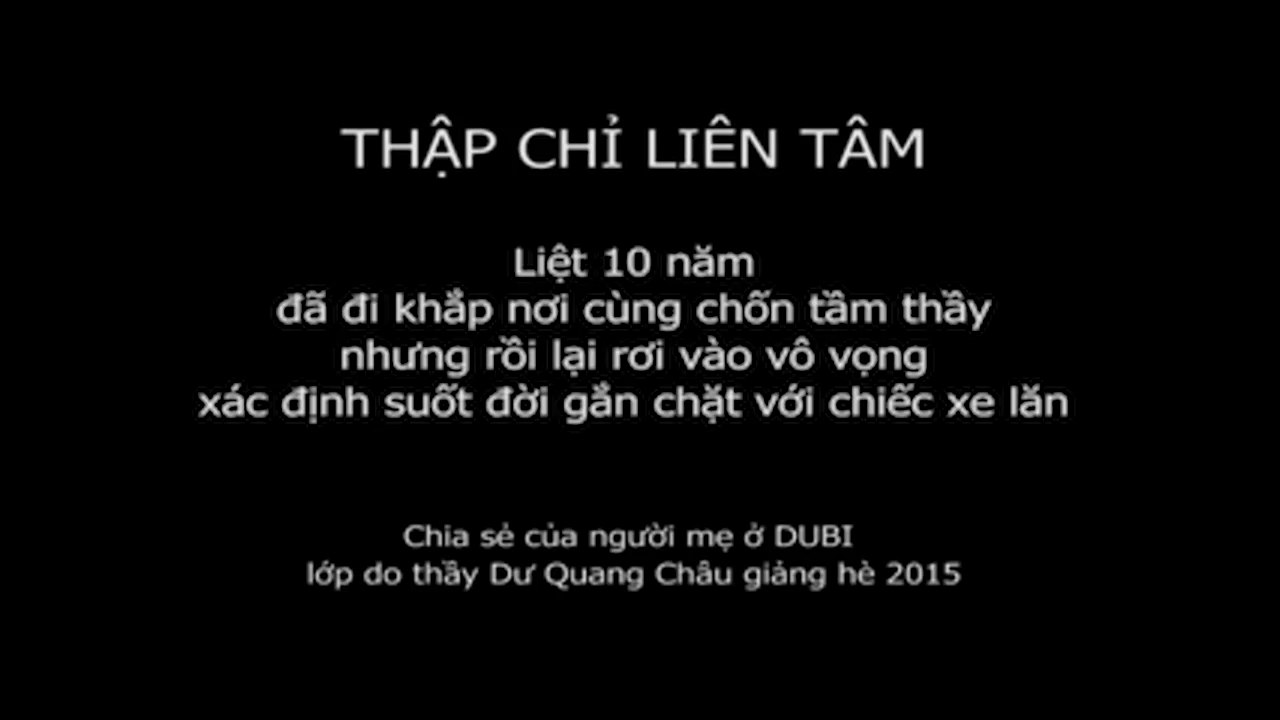 THẬP CHỈ LIÊN TÂM
Liệt 10 năm
đã đi khắp nơi cùng chốn tầm thầy
nhưng rồi lại rơi vào vô vọng
xác định suốt đời gắn chặt với chiếc xe lăn
Chia sẻ của người mẹ ở DUBI
lớp do thầy Dư Quang Châu giảng hè 2015